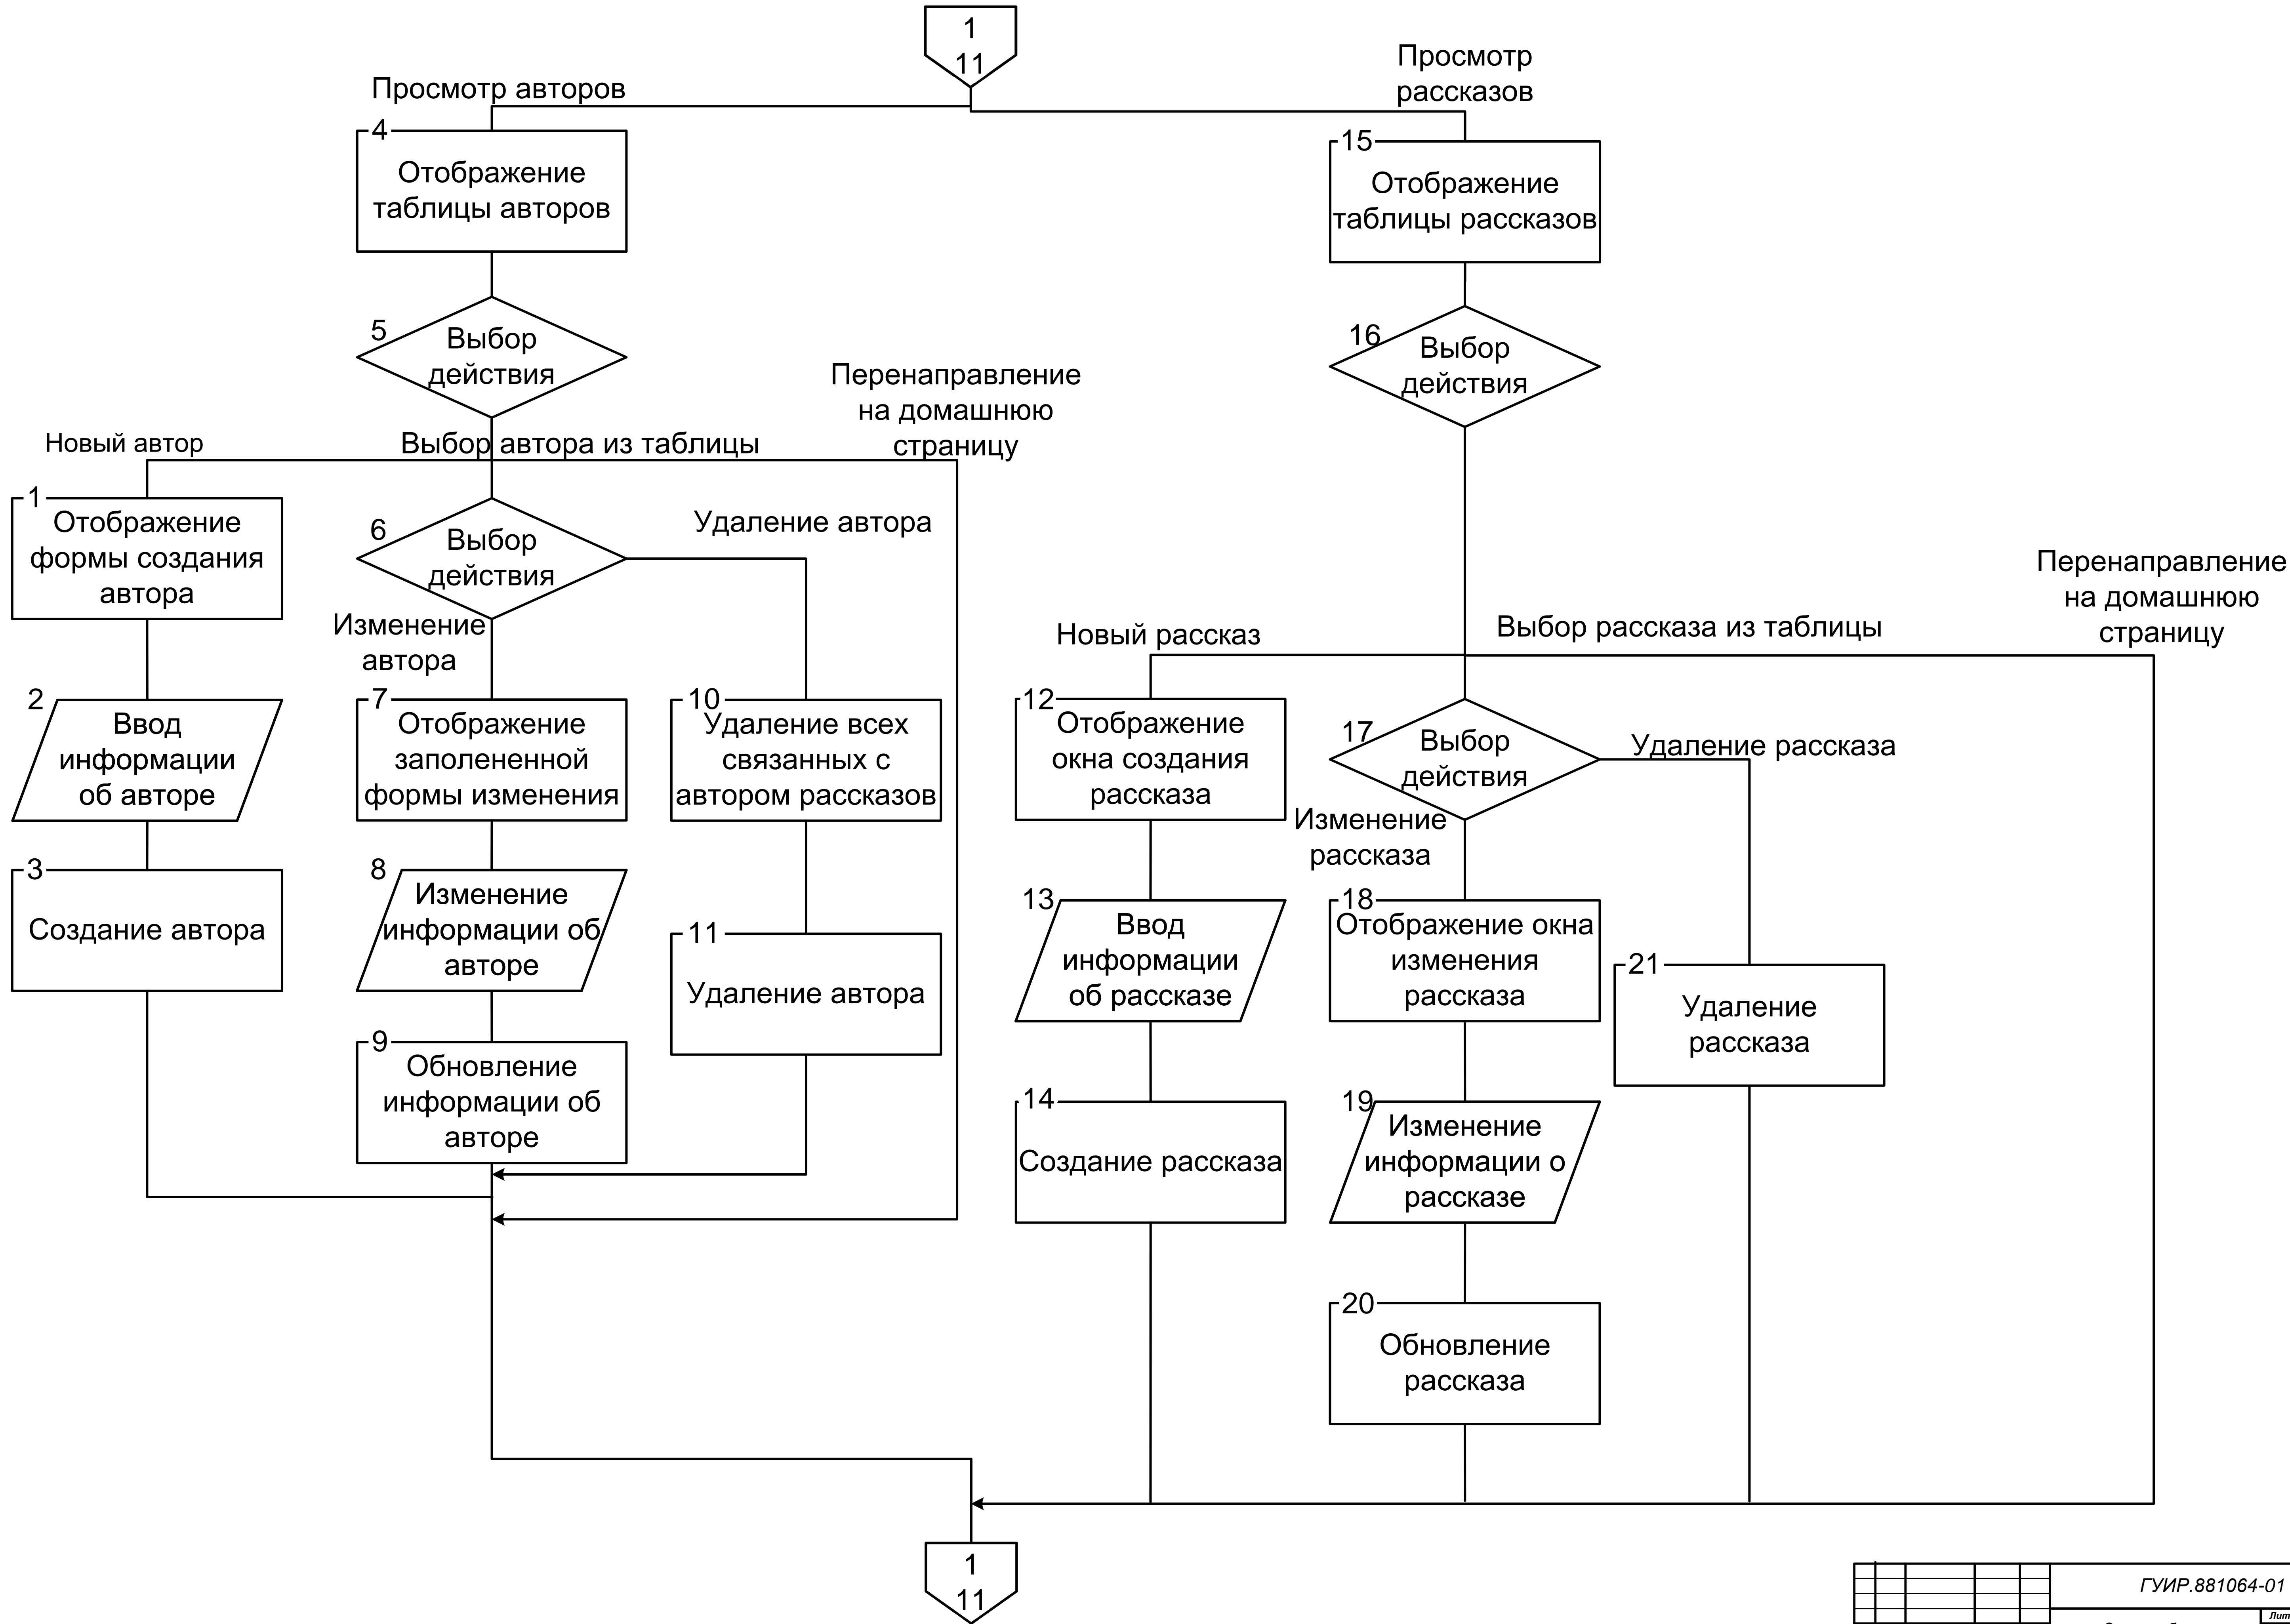 1
11
Просмотр авторов
Просмотр
рассказов
4
Отображение
таблицы авторов
15
Отображение
таблицы рассказов
5
Выбор
действия
16
Выбор
действия
Перенаправление
на домашнюю
страницу
Новый автор
Выбор автора из таблицы
1
Отображение
формы создания
автора
6
Выбор
действия
Удаление автора
Изменение
автора
Перенаправление
на домашнюю
страницу
Новый рассказ
Выбор рассказа из таблицы
2
Ввод
информации
об авторе
7
Отображение
заполененной
формы изменения
10
Удаление всех
связанных с
автором рассказов
12
Отображение
окна создания
рассказа
17
Выбор
действия
Удаление рассказа
Изменение
рассказа
3
Создание автора
8
Изменение
информации об
авторе
11
Удаление автора
13
Ввод
информации
об рассказе
18
Отображение окна
изменения
рассказа
21
Удаление
рассказа
9
Обновление
информации об
авторе
14
Создание рассказа
19
Изменение
информации о
рассказе
20
Обновление
рассказа
1
11
ГУИР.881064-01